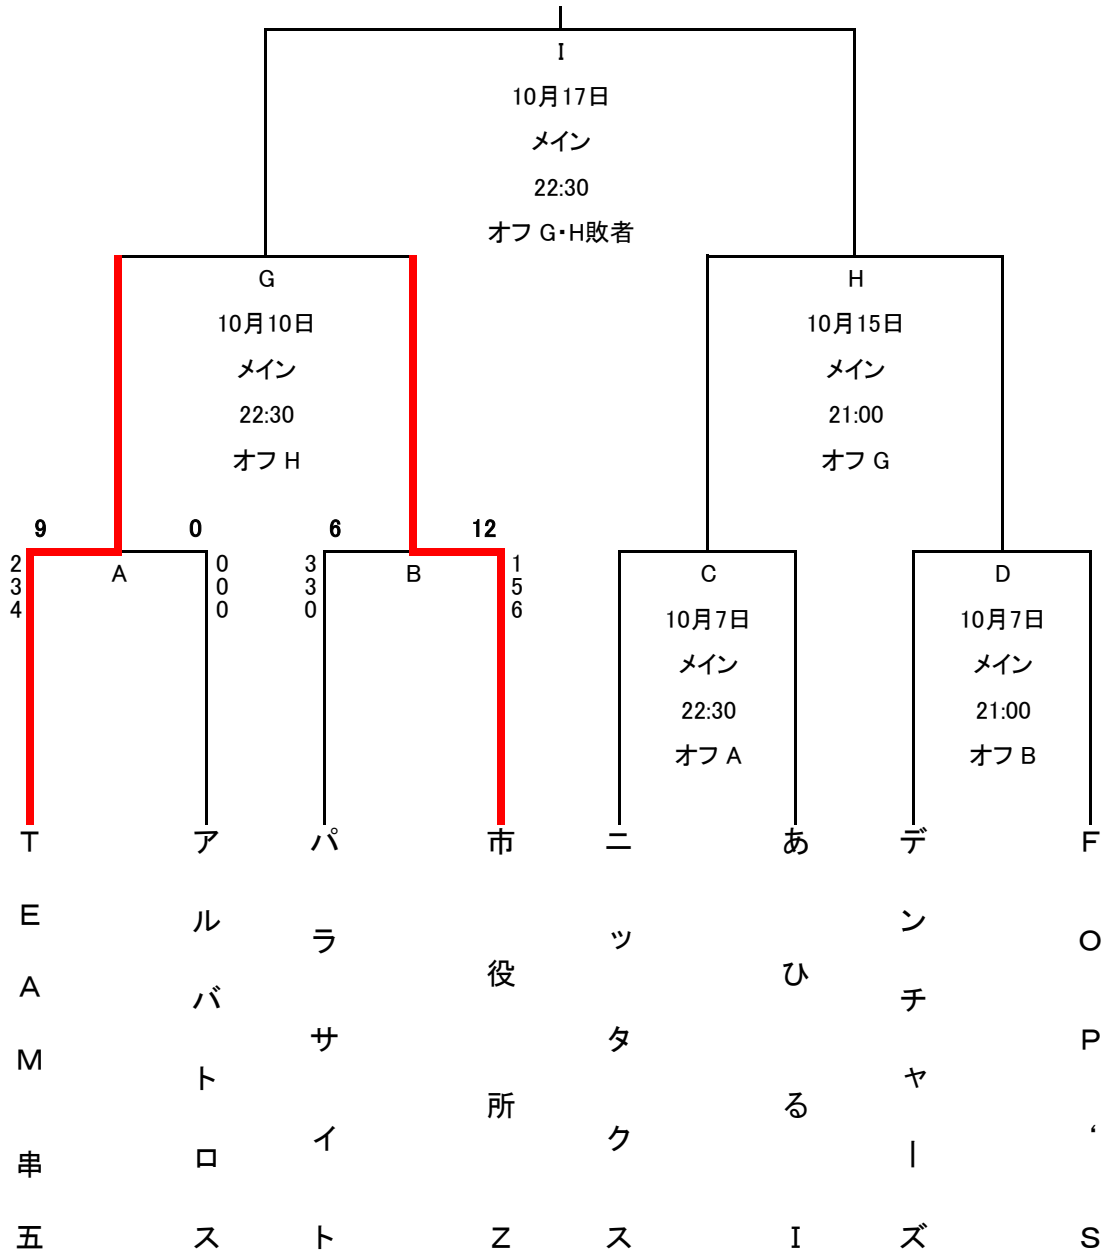 I
10月17日
メイン
22:30
オフ G・H敗者
G
10月10日
メイン
22:30
オフ H
H
10月15日
メイン
21:00
オフ G
9 0 6 12
2 0 3 1
3 0 3 5
4 0 0 6
A
B
C
10月7日
メイン
22:30
オフ A
D
10月7日
メイン
21:00
オフ B
TEAM 串五
アルバトロス
パラサイト
市役所Z
ニッタクス
あひるI
デンチャーズ
FOP‘S